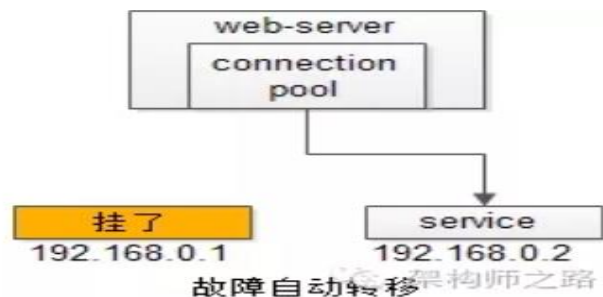 web-server
connection
pool
挂了
service
192.168.0.1
192.168.0.2
故障自动转移
架构师之路